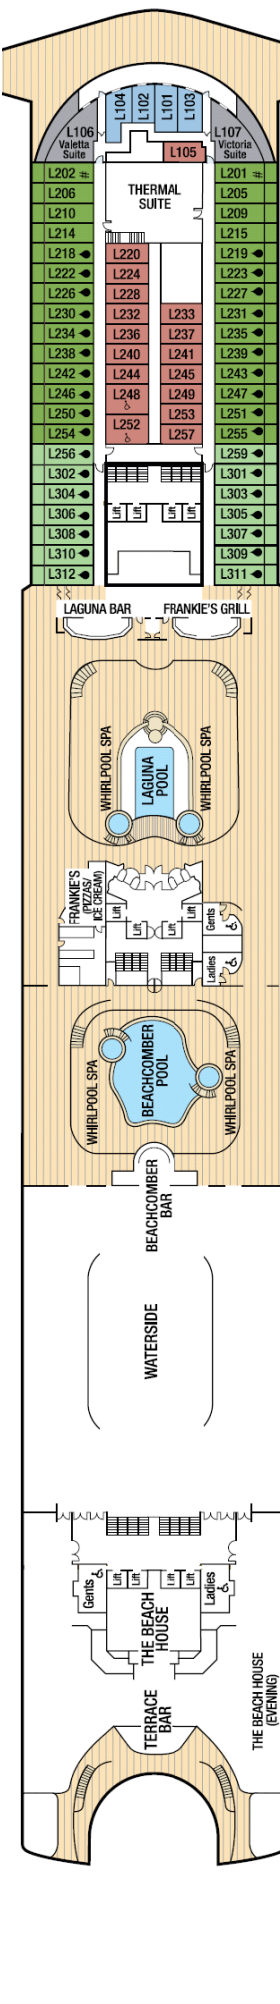 L104
L102
L101
L103
L106
Valetta
Suite
L107
Victoria
Suite
L105
THERMAL
SUITE
L202 #
L206
L210
L214
L218
L222
L226
L230
L234
L238
L242
L246
L250
L254
L256
L302
L304
L306
L308
L310
L312
L220
L224
L228
L232
L236
L240
L244
L248
L252
L233
L237
L241
L245
L249
L253
L257
L201 #
L205
L209
L215
L219
L223
L227
L231
L235
L239
L243
L247
L251
L255
L259
L301
L303
L305
L307
L309
L311
Lift
Lift
Lift
Lift
LAGUNA BAR
FRANKIE'S GRILL
WHIRLPOOL SPA
LAGUNA
POOL
WHIRLPOOL SPA
FRANKIE'S
(PIZZAS/
ICE CREAM)
Lift
Lift
Lift
Lift
Gents
Ladies
WHIRLPOOL SPA
BEACHCOMBER
POOL
WHIRLPOOL SPA
BEACHCOMBER
BAR
WATERSIDE
Gents
Lift
Lift
Lift
Lift
Ladies
THE BEACH
HOUSE
TERRACE
BAR
THE BEACH HOUSE
(EVENING)